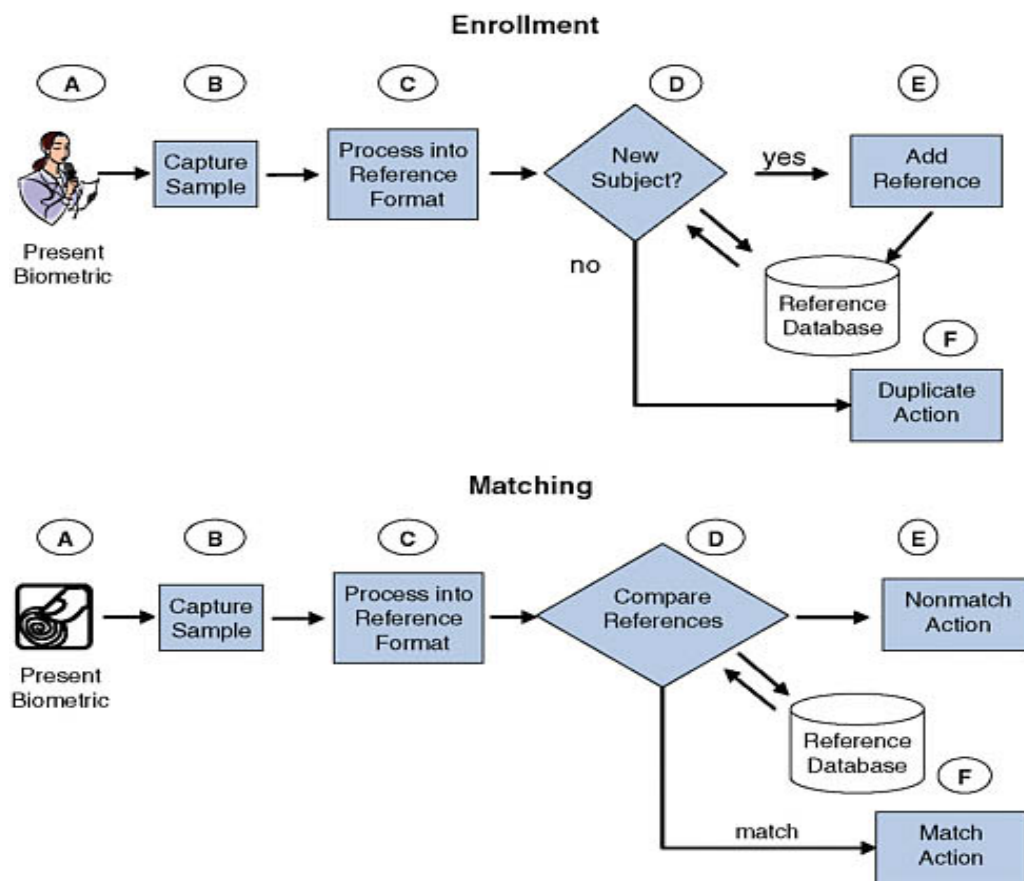 Enrollment
A
B
C
D
E
Present
Biometric
Capture
Sample
Process into
Reference
Format
New
Subject?
yes
Add
Reference
no
Reference
Database
F
Duplicate
Action
Matching
A
B
C
D
E
Present
Biometric
Capture
Sample
Process into
Reference
Format
Compare
References
Nonmatch
Action
Reference
Database
F
match
Match
Action